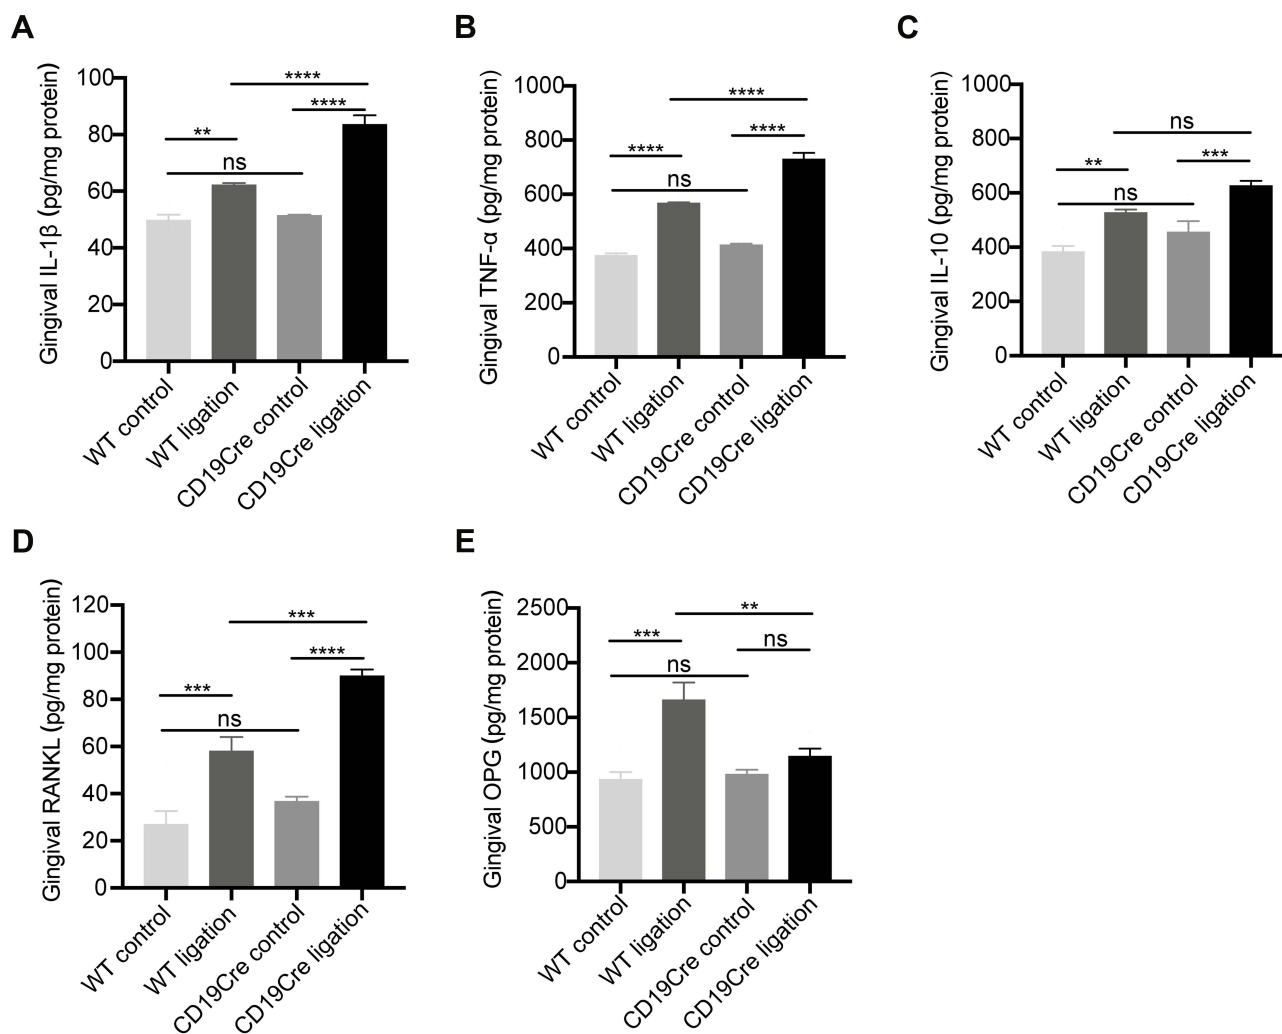 A
Gingival IL-1β (pg/mg protein)
100
80
60
40
20
0
****
****
**
ns
WT control
WT ligation
CD19Cre control
CD19Cre ligation
B
Gingival TNF-α (pg/mg protein)
1000
800
600
400
200
0
****
****
****
ns
WT control
WT ligation
CD19Cre control
CD19Cre ligation
C
Gingival IL-10 (pg/mg protein)
1000
800
600
400
200
0
ns
***
**
ns
WT control
WT ligation
CD19Cre control
CD19Cre ligation
D
Gingival RANKL (pg/mg protein)
120
100
80
60
40
20
0
***
****
***
ns
WT control
WT ligation
CD19Cre control
CD19Cre ligation
E
Gingival OPG (pg/mg protein)
2500
2000
1500
1000
500
0
**
***
ns
ns
WT control
WT ligation
CD19Cre control
CD19Cre ligation